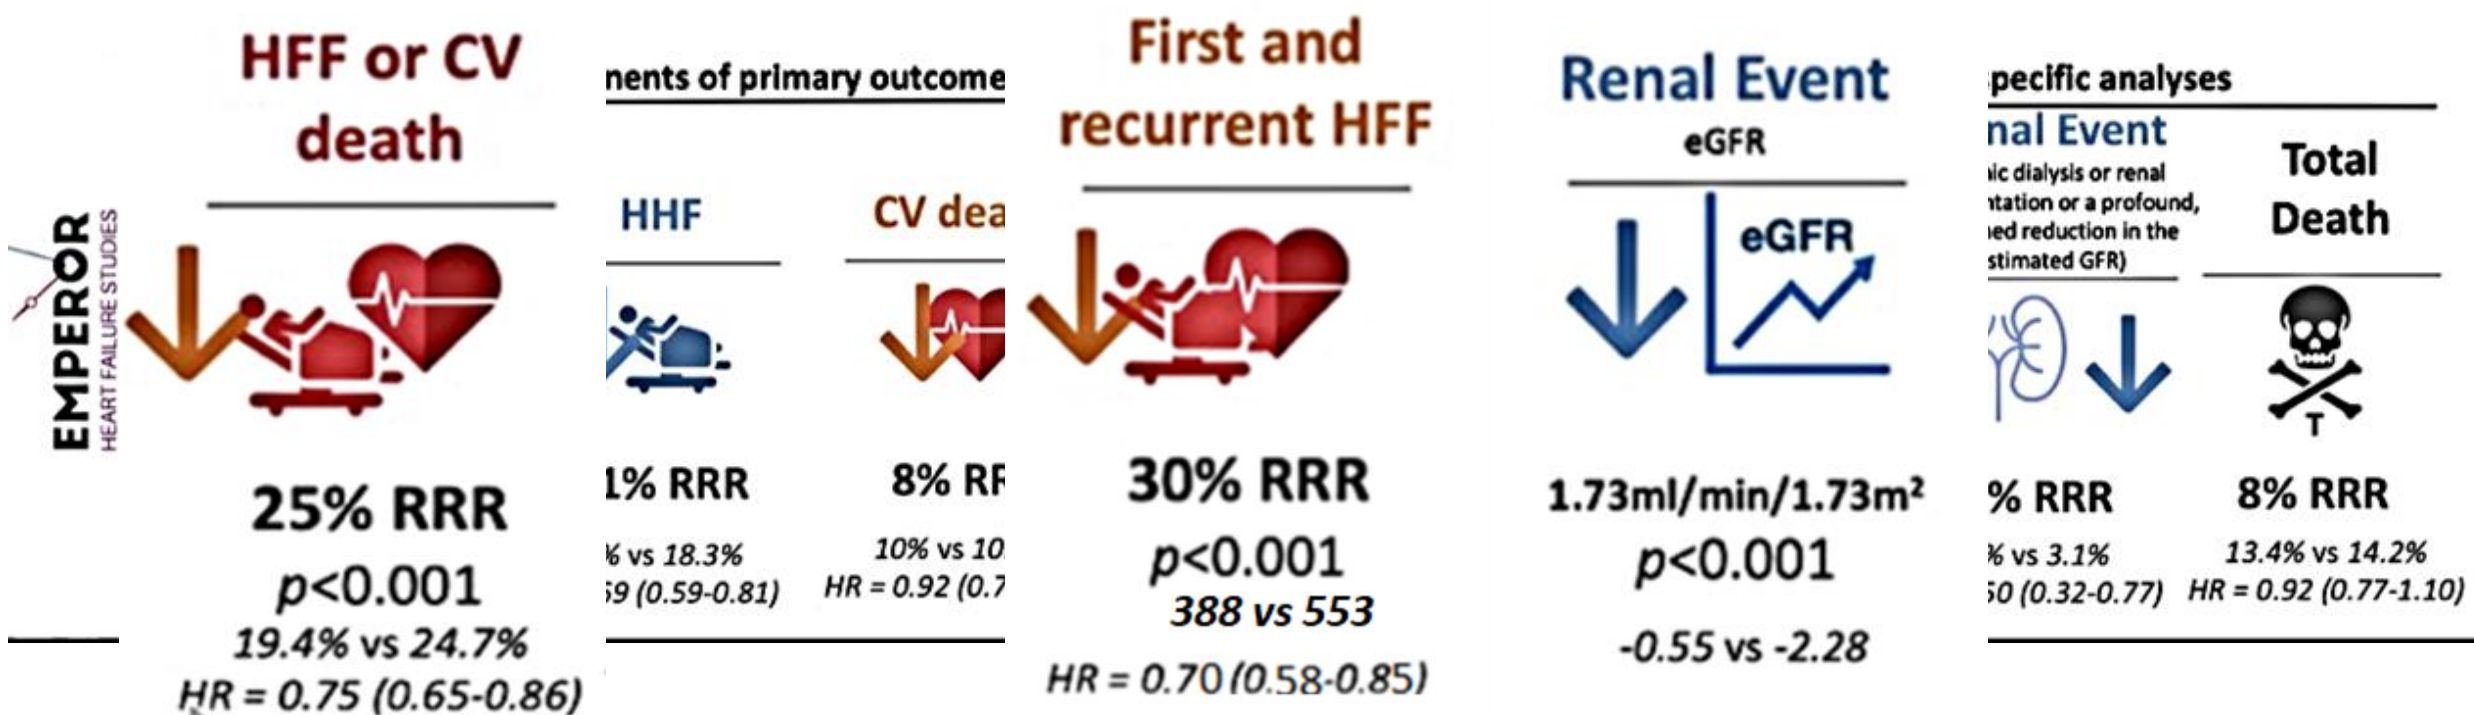 EMPEROR
HEART FAILURE STUDIES
HFF or CV
death
25% RRR
p<0.001
19.4% vs 24.7%
HR = 0.75 (0.65-0.86)
nents of primary outcome
HHF
1% RRR
% vs 18.3%
59 (0.59-0.81)
CV dea
8% RR
10% vs 10.
HR = 0.92 (0.7
First and
recurrent HFF
30% RRR
p<0.001
388 vs 553
HR = 0.70 (0.58-0.85)
Renal Event
eGFR
eGFR
1.73ml/min/1.73m²
p<0.001
-0.55 vs -2.28
specific analyses
nal Event
nic dialysis or renal
ntation or a profound,
ned reduction in the
stimated GFR)
% RRR
% vs 3.1%
50 (0.32-0.77)
Total
Death
T
8% RRR
13.4% vs 14.2%
HR = 0.92 (0.77-1.10)